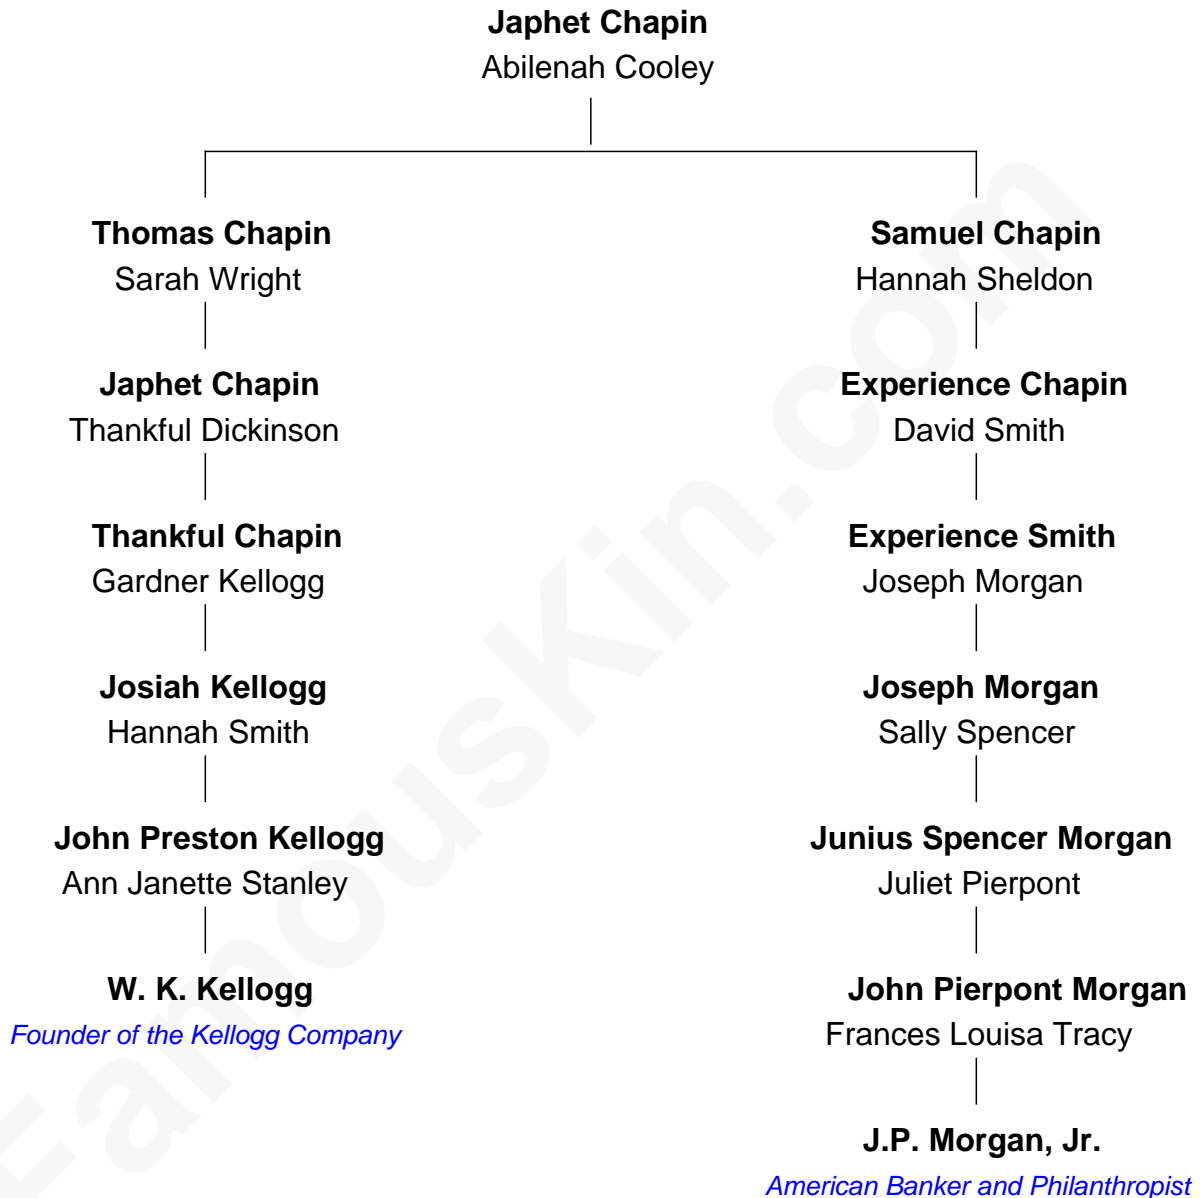 Japhet Chapin
Abilenah Cooley
Thomas Chapin
Sarah Wright
Samuel Chapin
Hannah Sheldon
Japhet Chapin
Thankful Dickinson
Experience Chapin
David Smith
Thankful Chapin
Gardner Kellogg
Experience Smith
Joseph Morgan
Josiah Kellogg
Hannah Smith
Joseph Morgan
Sally Spencer
John Preston Kellogg
Ann Janette Stanley
Junius Spencer Morgan
Juliet Pierpont
W. K. Kellogg
Founder of the Kellogg Company
John Pierpont Morgan
Frances Louisa Tracy
J.P. Morgan, Jr.
American Banker and Philanthropist
FamousKin.com